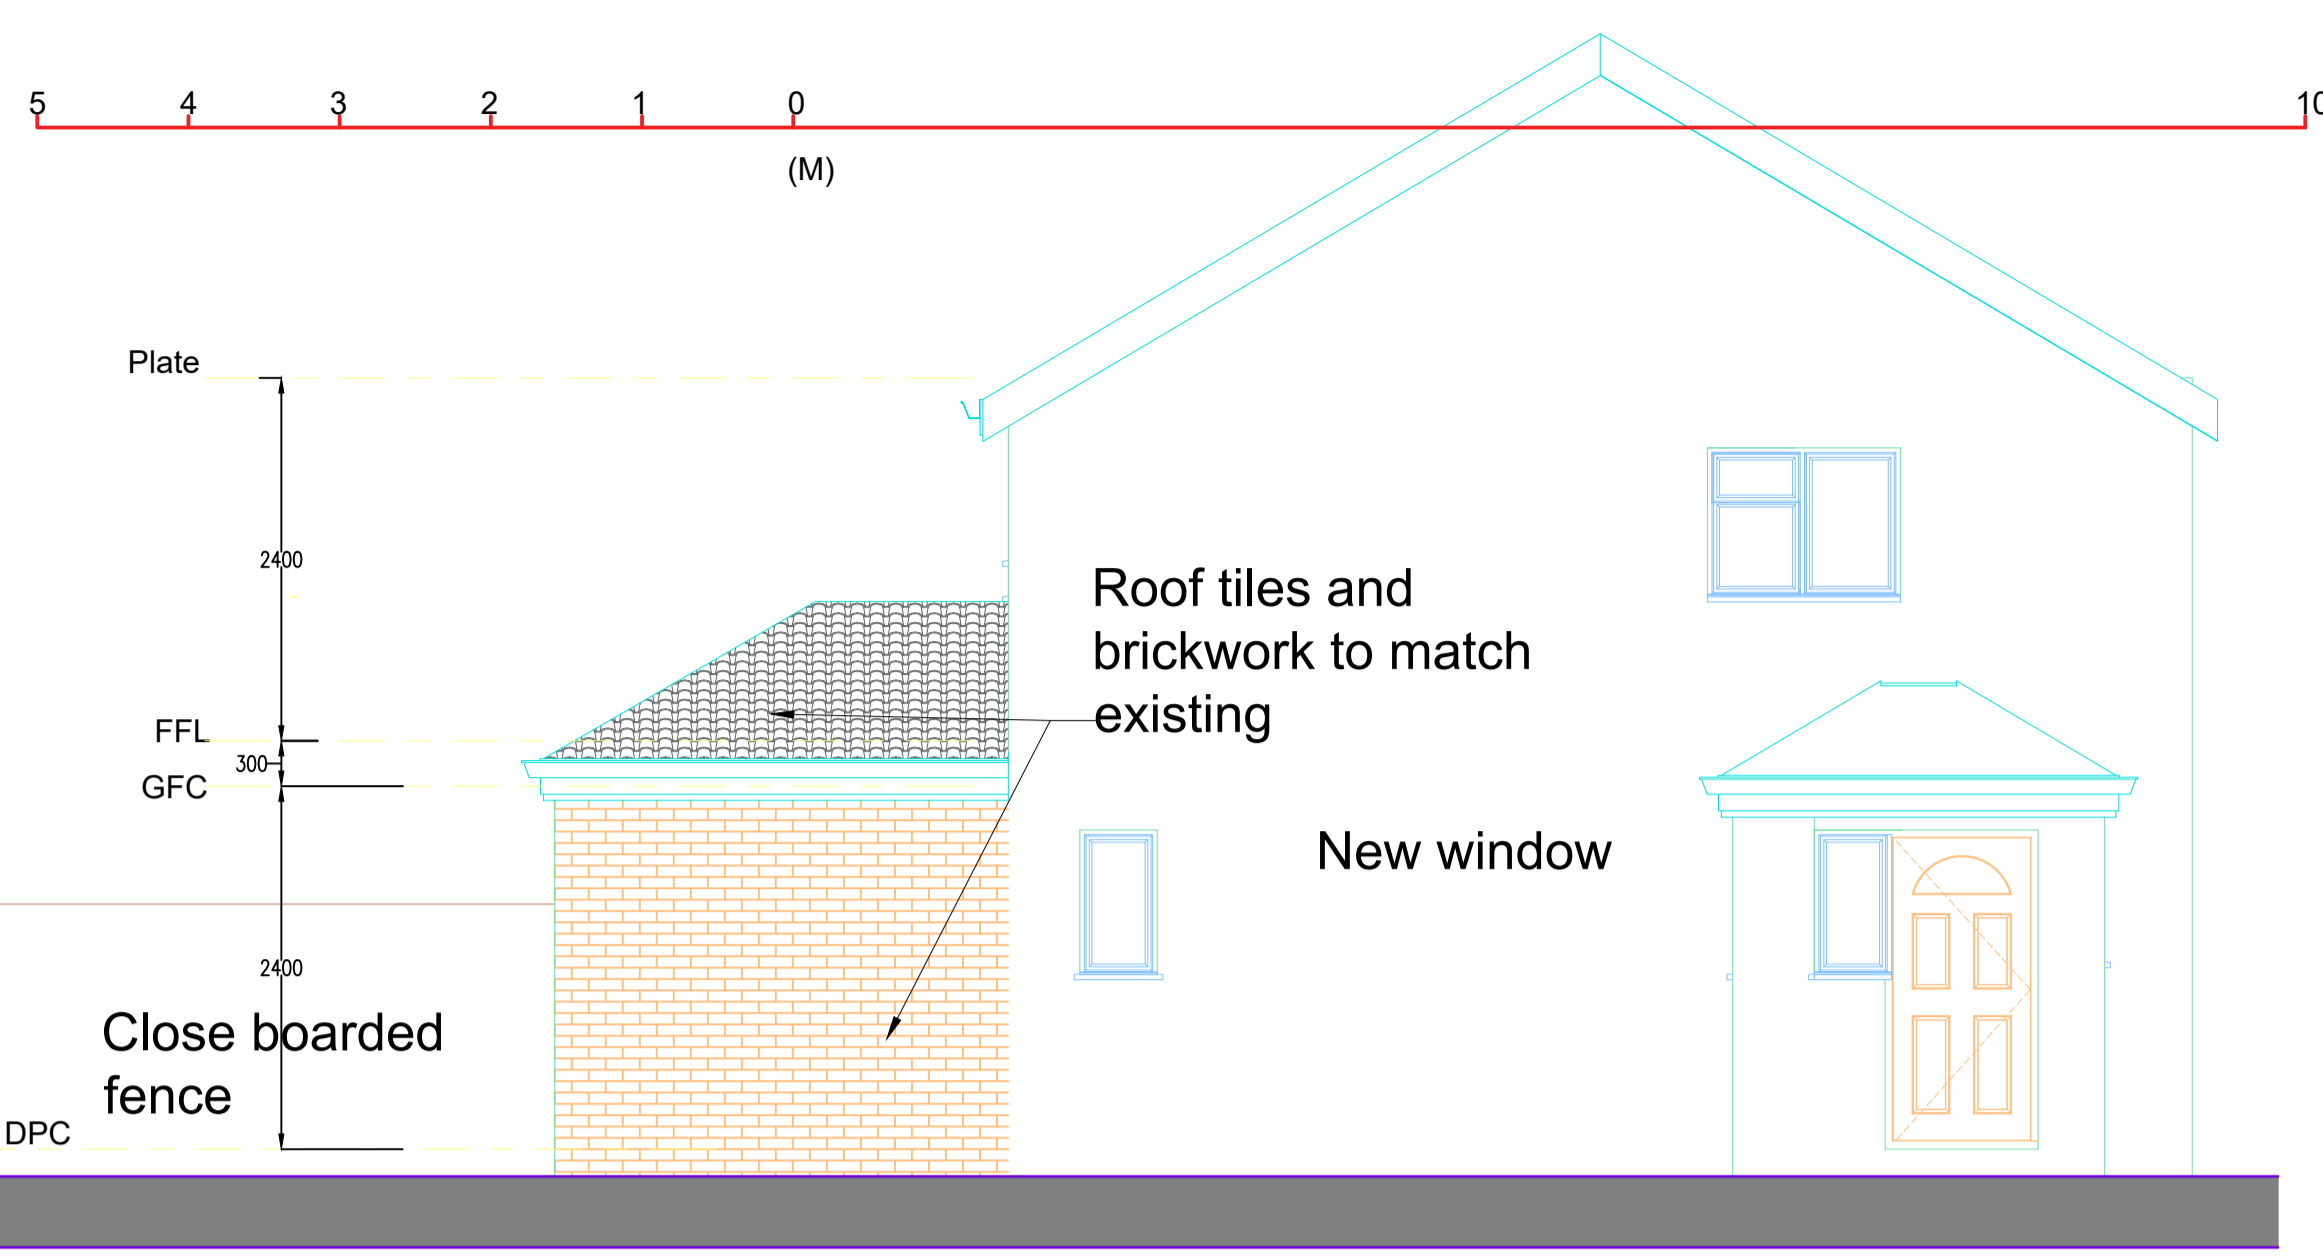 5 4 3 2 1 0 10
(M)
Plate
2400
Roof tiles and
brickwork to match
existing
FFL
300
GFC
New window
2400
Close boarded
fence
DPC